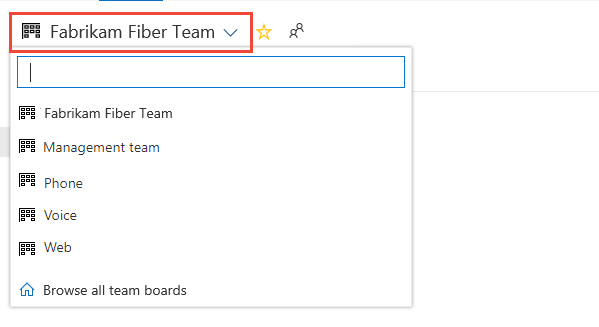 Fabrikam Fiber Team
Fabrikam Fiber Team
Management team
Phone
Voice
Web
Browse all team boards